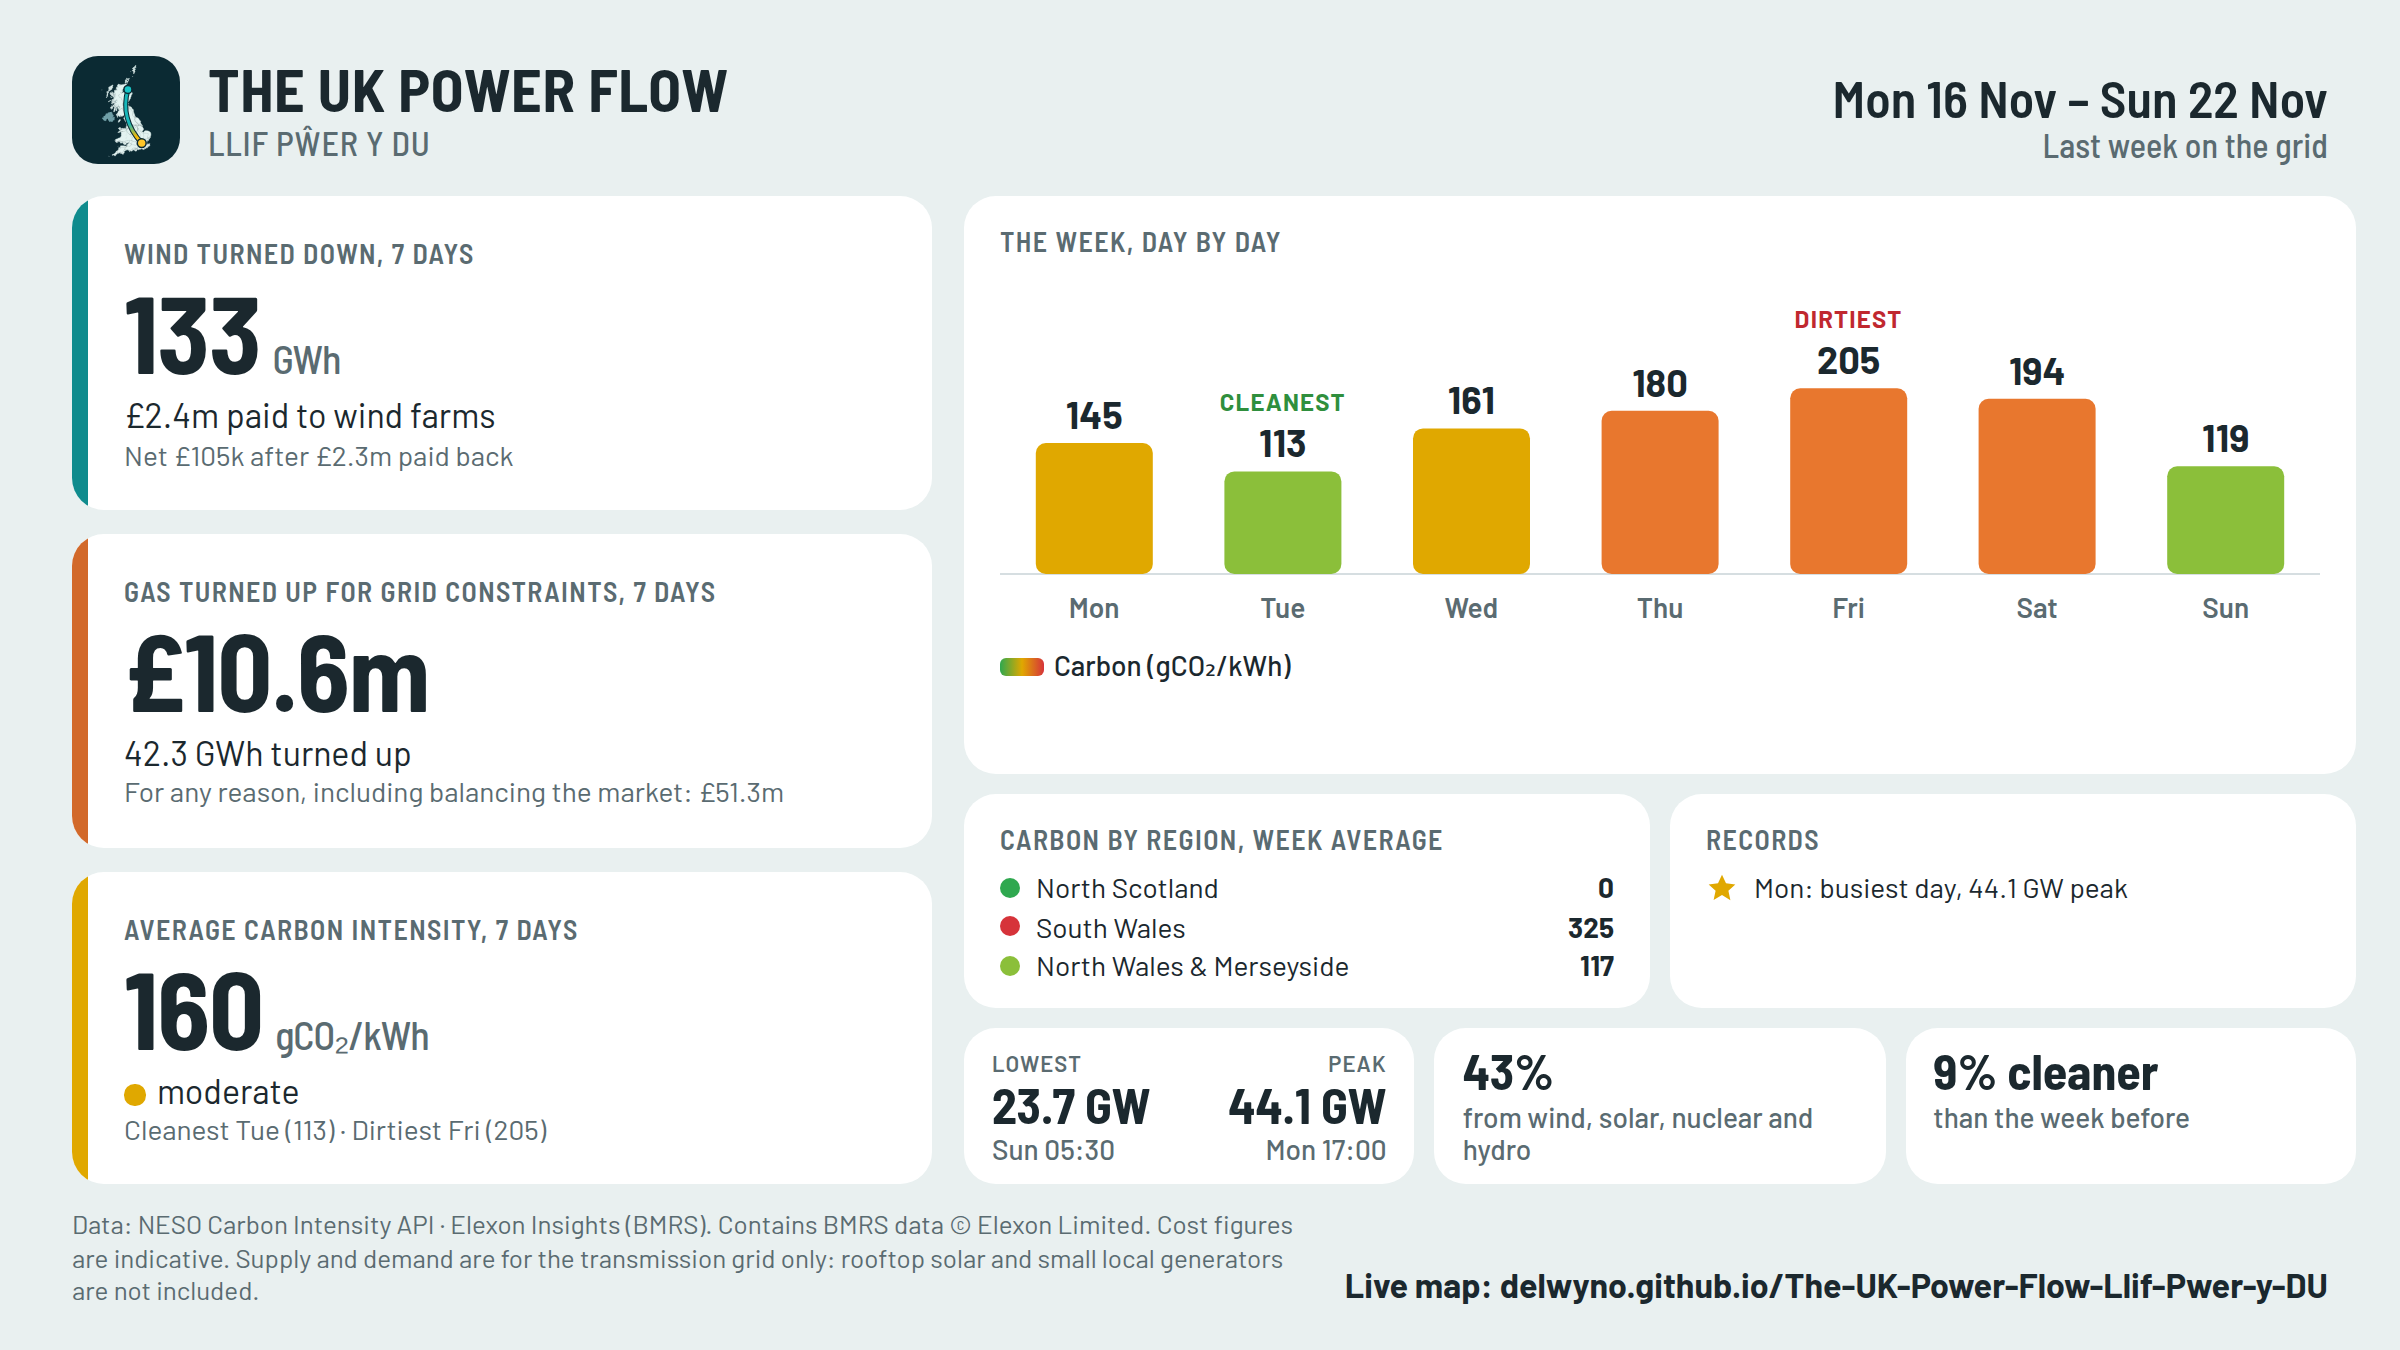 THE UK POWER FLOW
LLIF PŴER Y DU
Mon 16 Nov – Sun 22 Nov
Last week on the grid
WIND TURNED DOWN, 7 DAYS
133 GWh
£2.4m paid to wind farms
Net £105k after £2.3m paid back
GAS TURNED UP FOR GRID CONSTRAINTS, 7 DAYS
£10.6m
42.3 GWh turned up
For any reason, including balancing the market: £51.3m
AVERAGE CARBON INTENSITY, 7 DAYS
160 gCO₂/kWh
moderate
Cleanest Tue (113) · Dirtiest Fri (205)
THE WEEK, DAY BY DAY
DIRTIEST
CLEANEST
145 113 161 180 205 194 119
Mon Tue Wed Thu Fri Sat Sun
Carbon (gCO₂/kWh)
CARBON BY REGION, WEEK AVERAGE
North Scotland 0
South Wales 325
North Wales & Merseyside 117
RECORDS
Mon: busiest day, 44.1 GW peak
LOWEST PEAK
23.7 GW 44.1 GW
Sun 05:30 Mon 17:00
43%
from wind, solar, nuclear and
hydro
9% cleaner
than the week before
Data: NESO Carbon Intensity API · Elexon Insights (BMRS). Contains BMRS data © Elexon Limited. Cost figures
are indicative. Supply and demand are for the transmission grid only: rooftop solar and small local generators
are not included.
Live map: delwyno.github.io/The-UK-Power-Flow-Llif-Pwer-y-DU